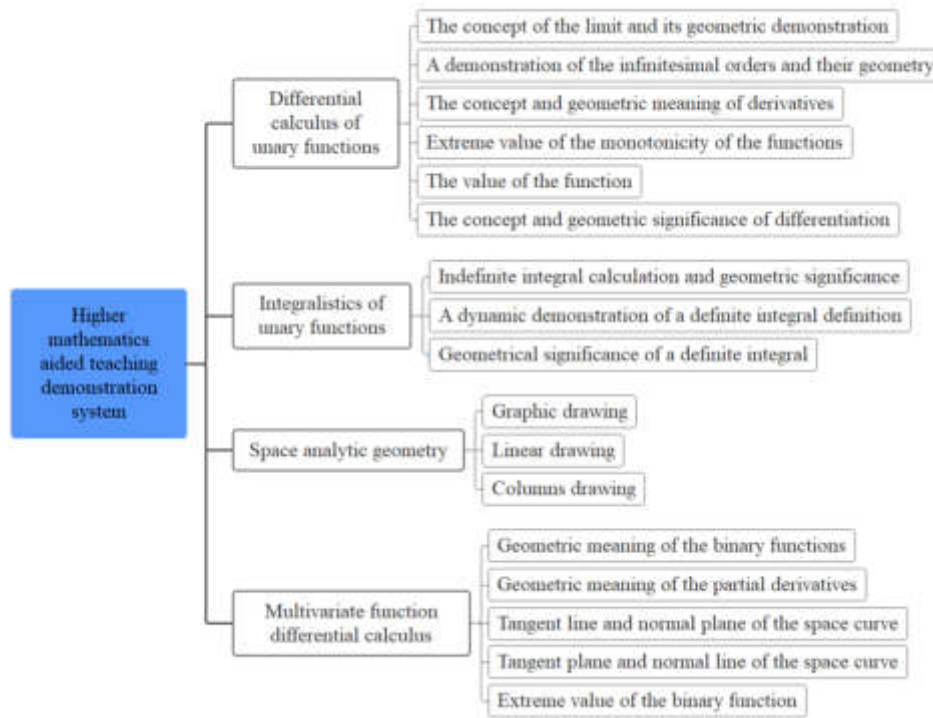 Higher
mathematics
aided teaching
demonstration
system
Differential
calculus of
unary functions
The concept of the limit and its geometric demonstration
A demonstration of the infinitesimal orders and their geometry
The concept and geometric meaning of derivatives
Extreme value of the monotonicity of the functions
The value of the function
The concept and geometric significance of differentiation
Integralistics of
unary functions
Indefinite integral calculation and geometric significance
A dynamic demonstration of a definite integral definition
Geometrical significance of a definite integral
Space analytic geometry
Graphic drawing
Linear drawing
Columns drawing
Multivariate function
differential calculus
Geometric meaning of the binary functions
Geometric meaning of the partial derivatives
Tangent line and normal plane of the space curve
Tangent plane and normal line of the space curve
Extreme value of the binary function